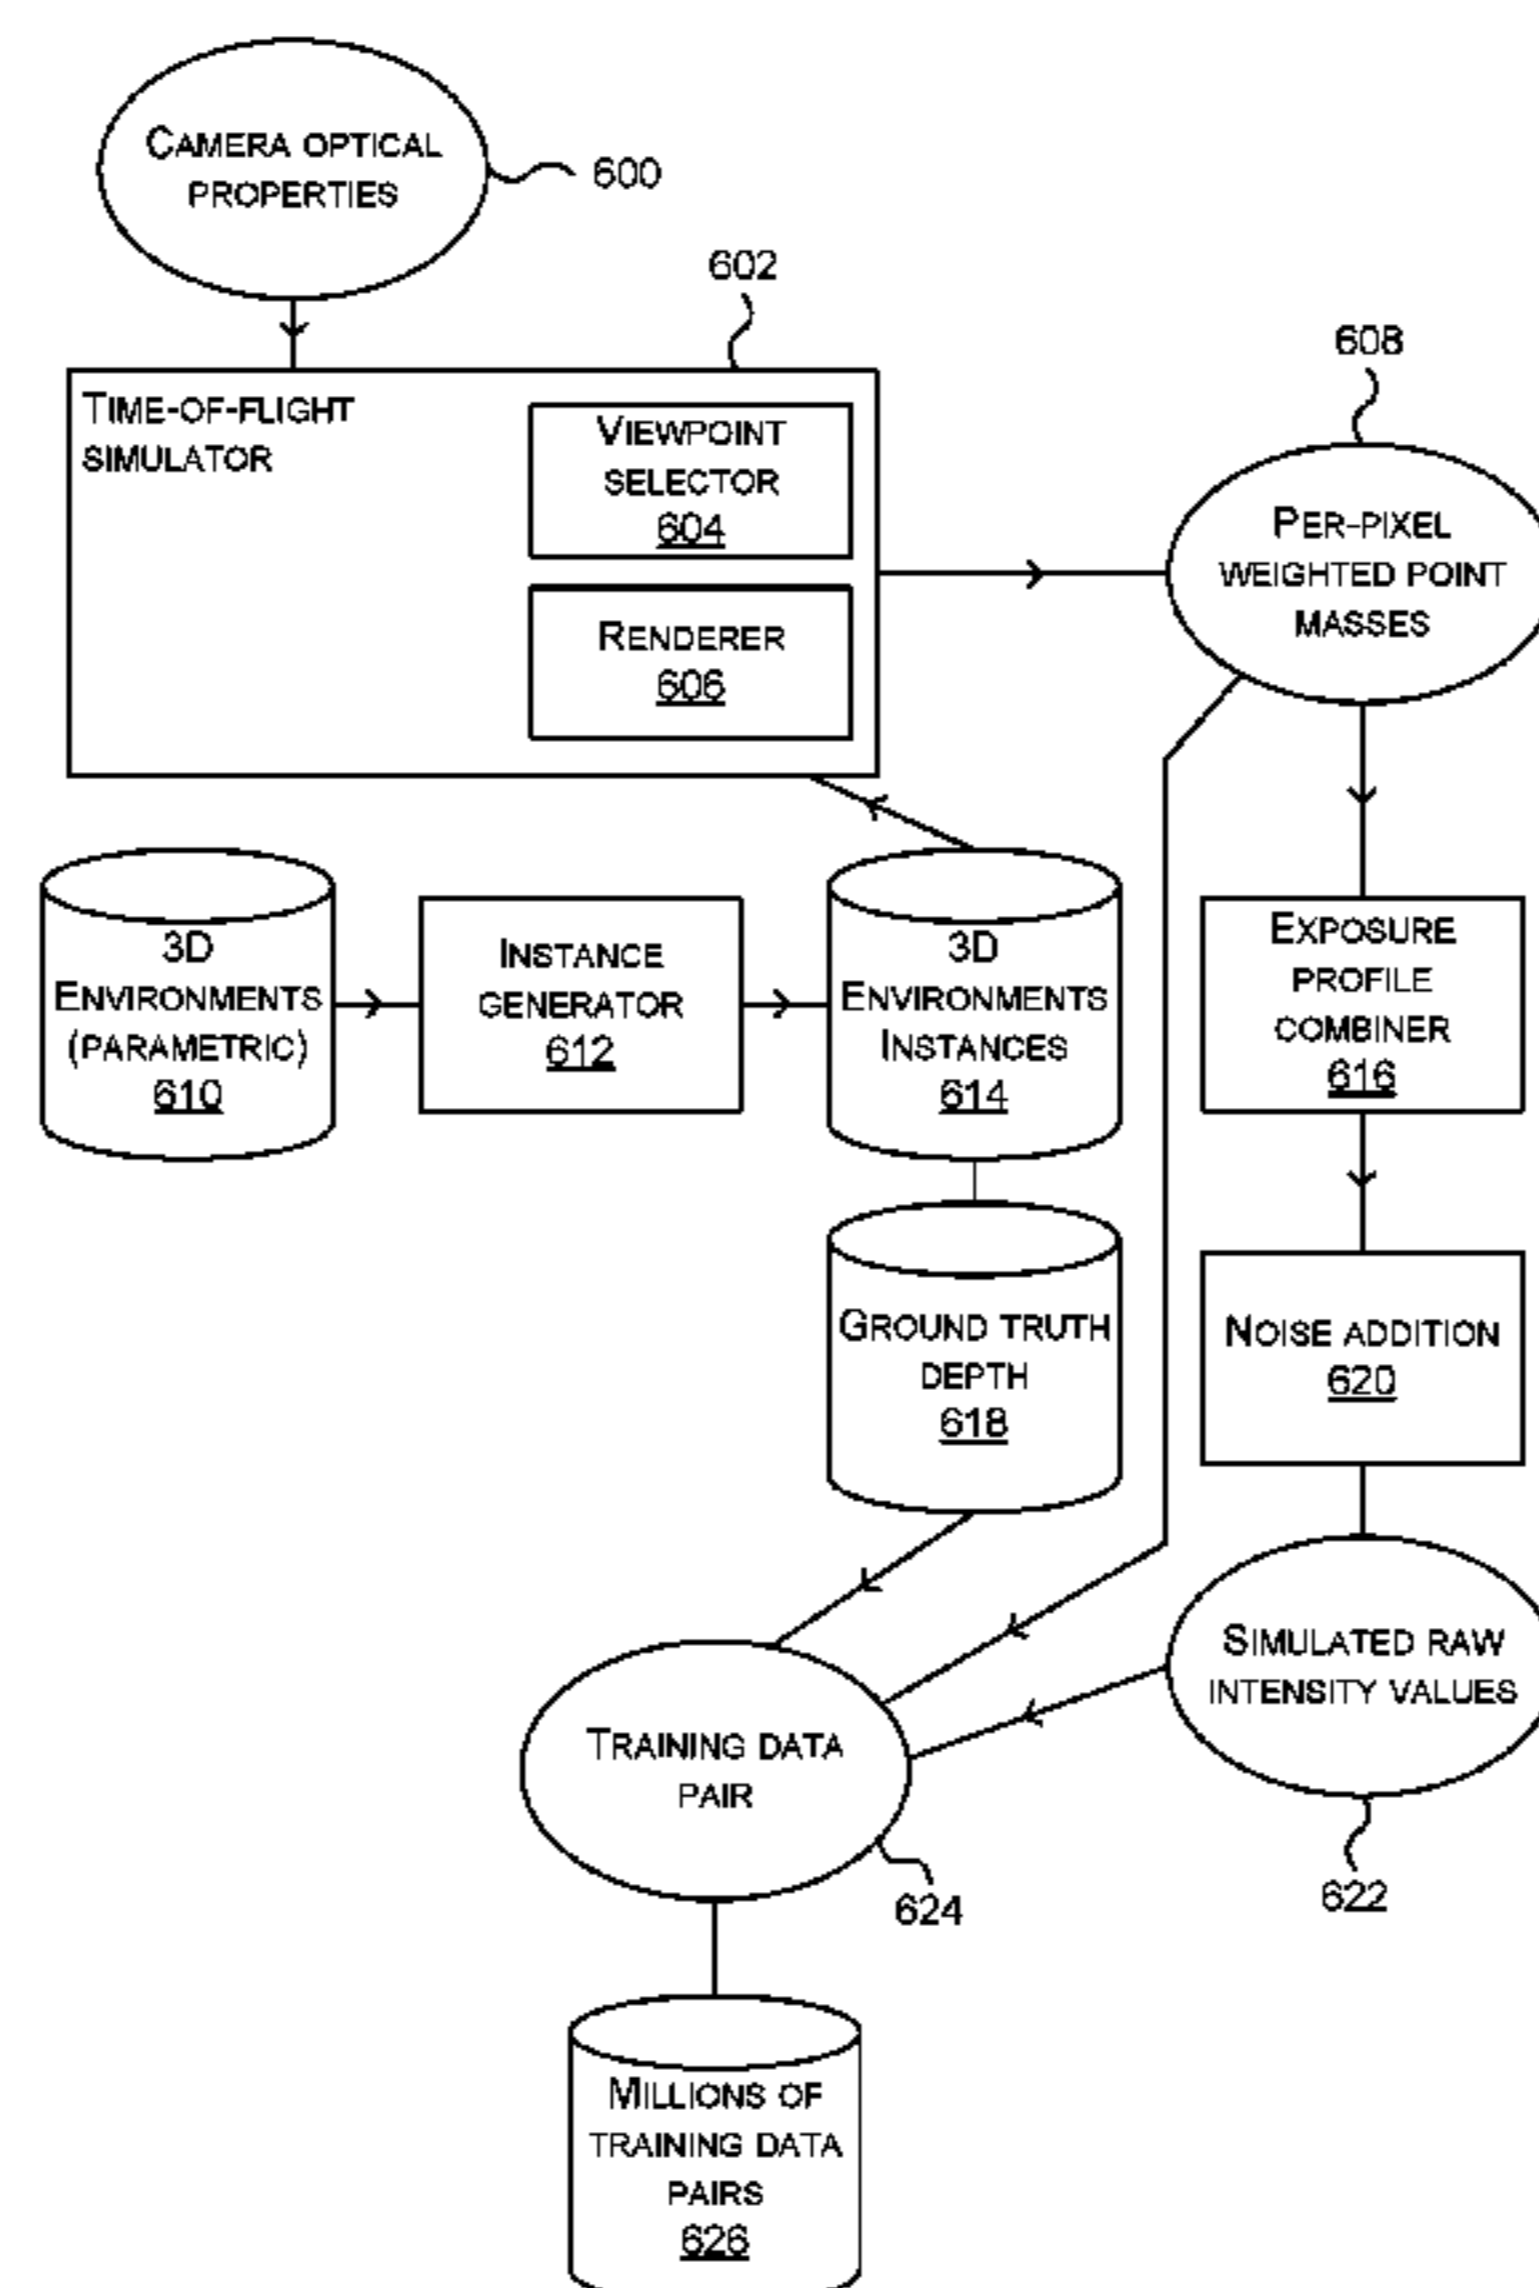 CAMERA OPTICAL
PROPERTIES
600
602
608
TIME-OF-FLIGHT
SIMULATOR
VIEWPOINT
SELECTOR
604
RENDERER
606
PER-PIXEL
WEIGHTED POINT
MASSES
3D
ENVIRONMENTS
(PARAMETRIC)
610
INSTANCE
GENERATOR
612
3D
ENVIRONMENTS
INSTANCES
614
EXPOSURE
PROFILE
COMBINER
616
GROUND TRUTH
DEPTH
618
NOISE ADDITION
620
SIMULATED RAW
INTENSITY VALUES
622
TRAINING DATA
PAIR
624
MILLIONS OF
TRAINING DATA
PAIRS
626